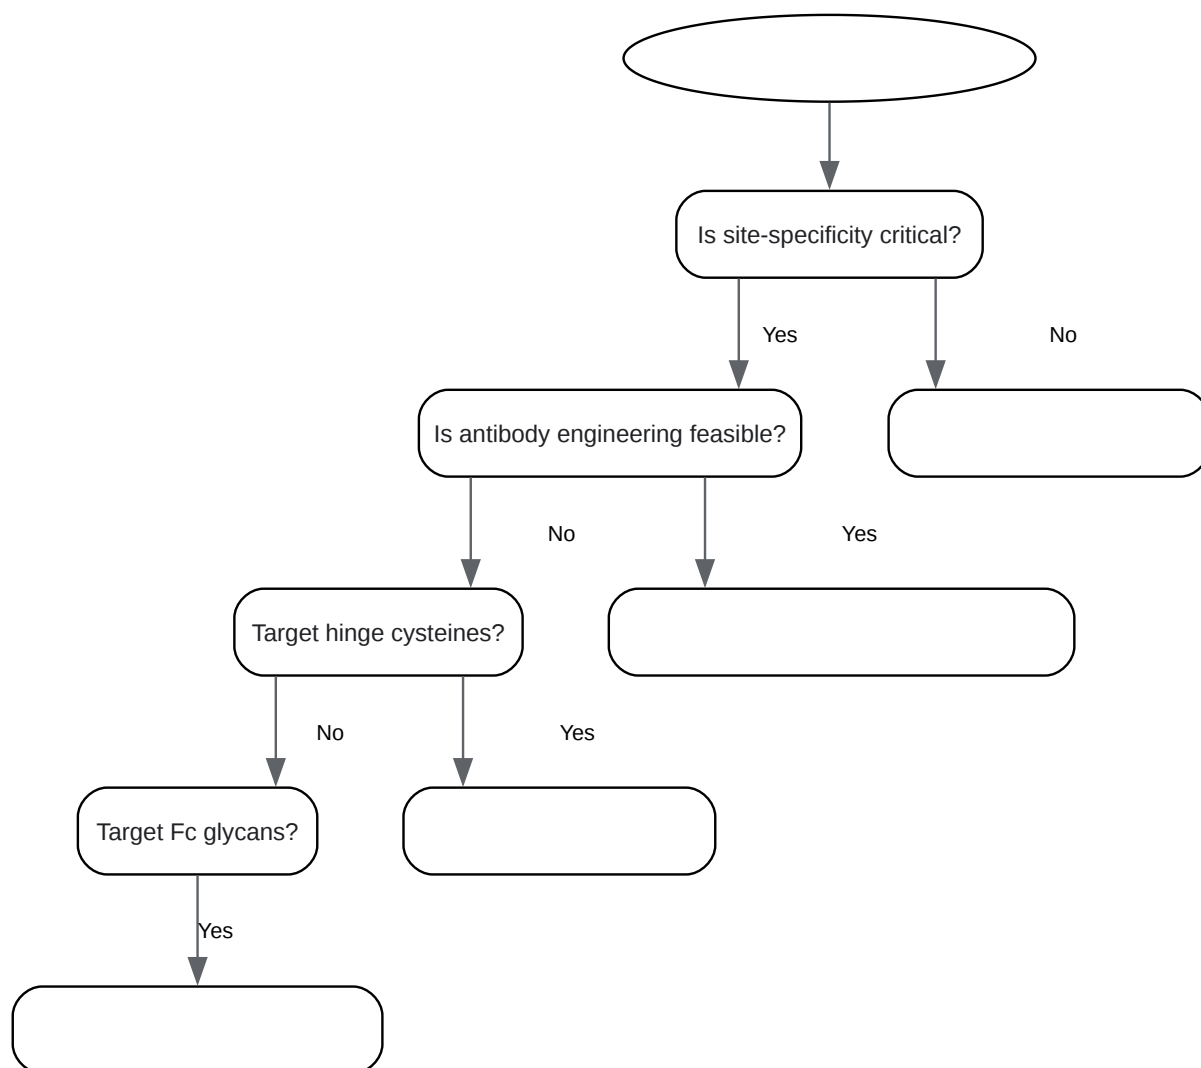 Is site-specificity critical?
Yes
No
Is antibody engineering feasible?
No
Yes
Target hinge cysteines?
No
Yes
Target Fc glycans?
Yes